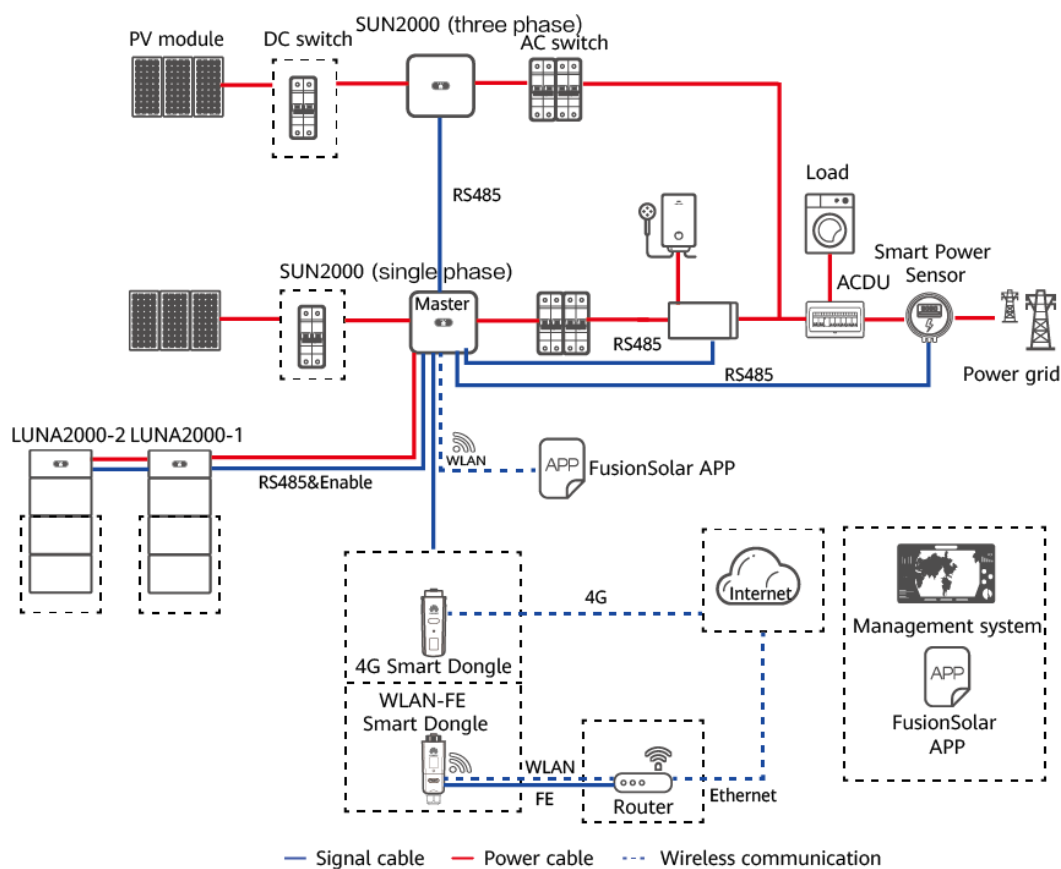 SUN2000 (three phase)
PV module
DC switch
AC switch
RS485
Load
Smart Power
Sensor
SUN2000 (single phase)
ACDU
Master
RS485
RS485
Power grid
LUNA2000-2
LUNA2000-1
WLAN
APP
FusionSolar APP
RS485&Enable
4G
Internet
Management system
4G Smart Dongle
APP
WLAN-FE
Smart Dongle
FusionSolar
APP
WLAN
FE
Router
Ethernet
Signal cable
Power cable
Wireless communication